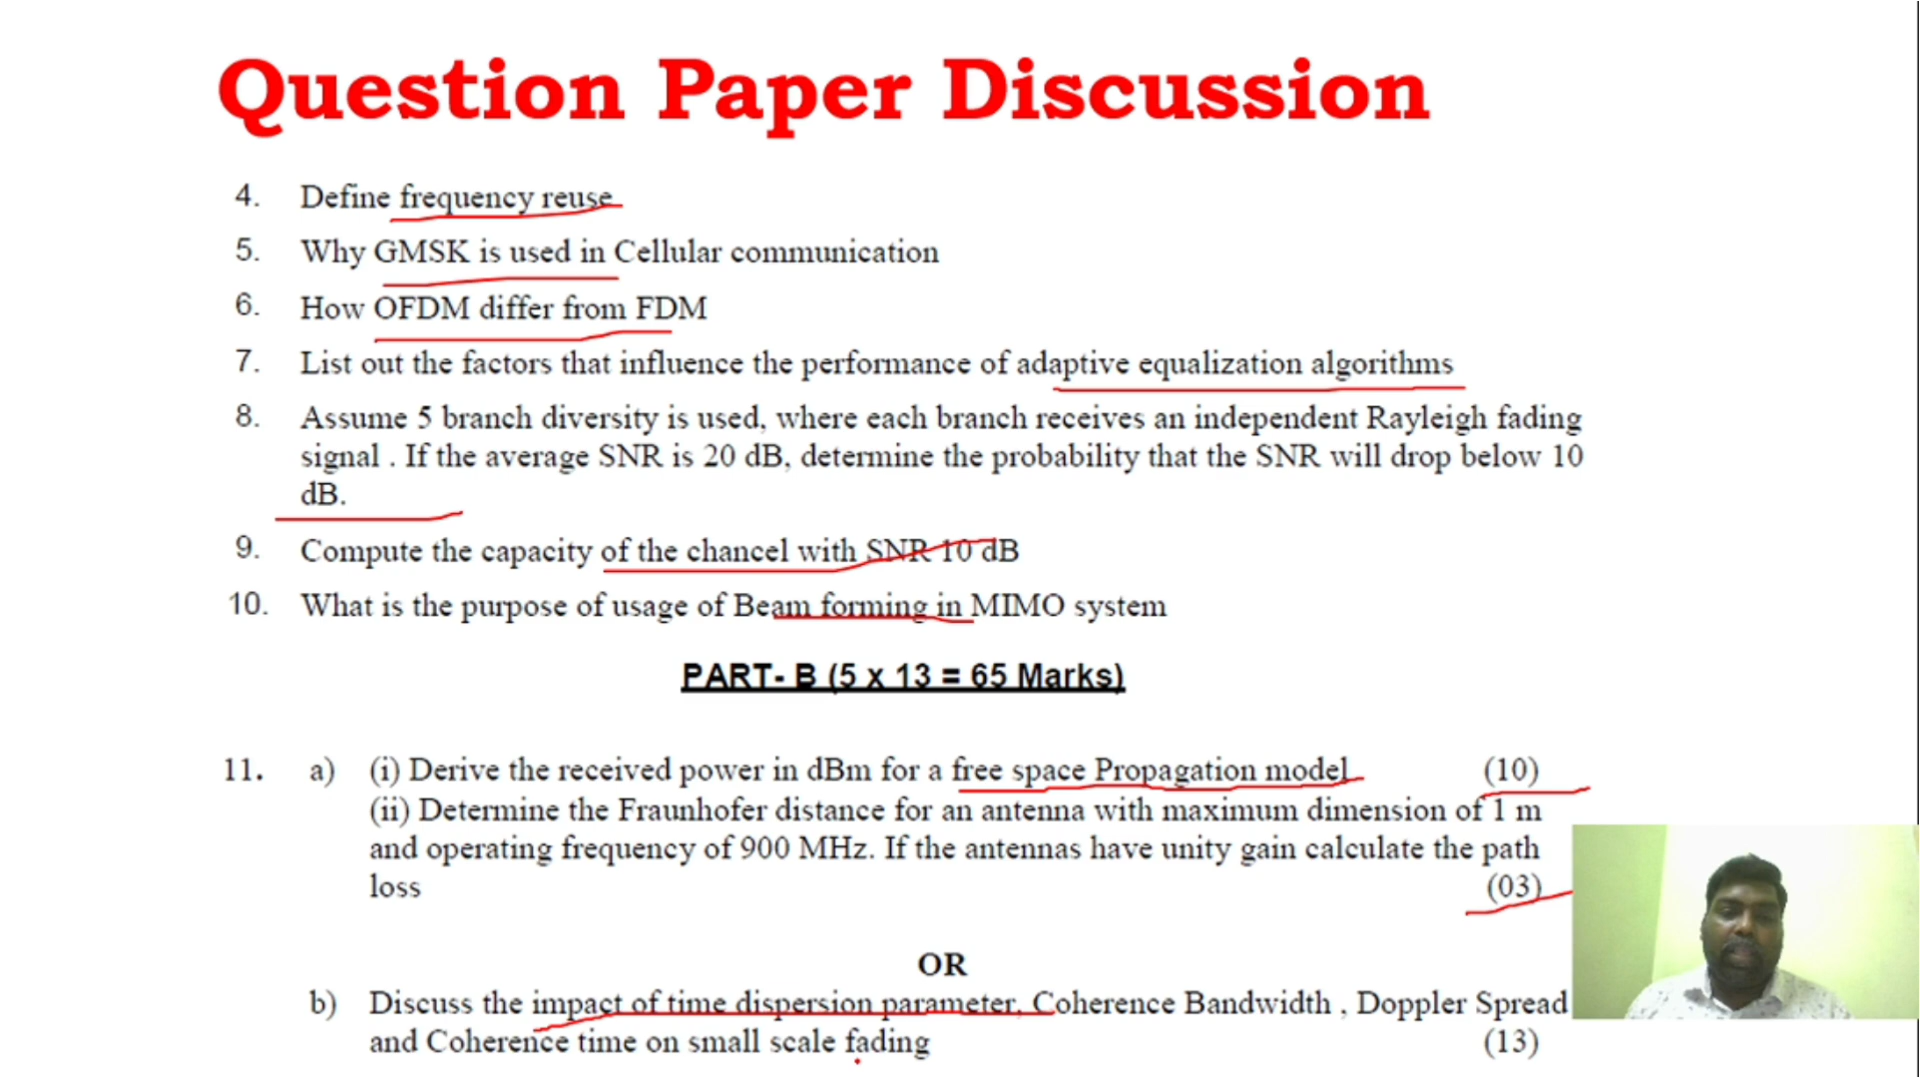 Question Paper Discussion
4. Define frequency reuse
5. Why GMSK is used in Cellular communication
6. How OFDM differ from FDM
7. List out the factors that influence the performance of adaptive equalization algorithms
8. Assume 5 branch diversity is used, where each branch receives an independent Rayleigh fading
signal . If the average SNR is 20 dB, determine the probability that the SNR will drop below 10
dB.
9. Compute the capacity of the chancel with SNR 10 dB
10. What is the purpose of usage of Beam forming in MIMO system
PART- B (5 x 13 = 65 Marks)
11. a) (i) Derive the received power in dBm for a free space Propagation model (10)
(ii) Determine the Fraunhofer distance for an antenna with maximum dimension of 1 m
and operating frequency of 900 MHz. If the antennas have unity gain calculate the path
loss (03)
OR
b) Discuss the impact of time dispersion parameter, Coherence Bandwidth , Doppler Spread
and Coherence time on small scale fading (13)